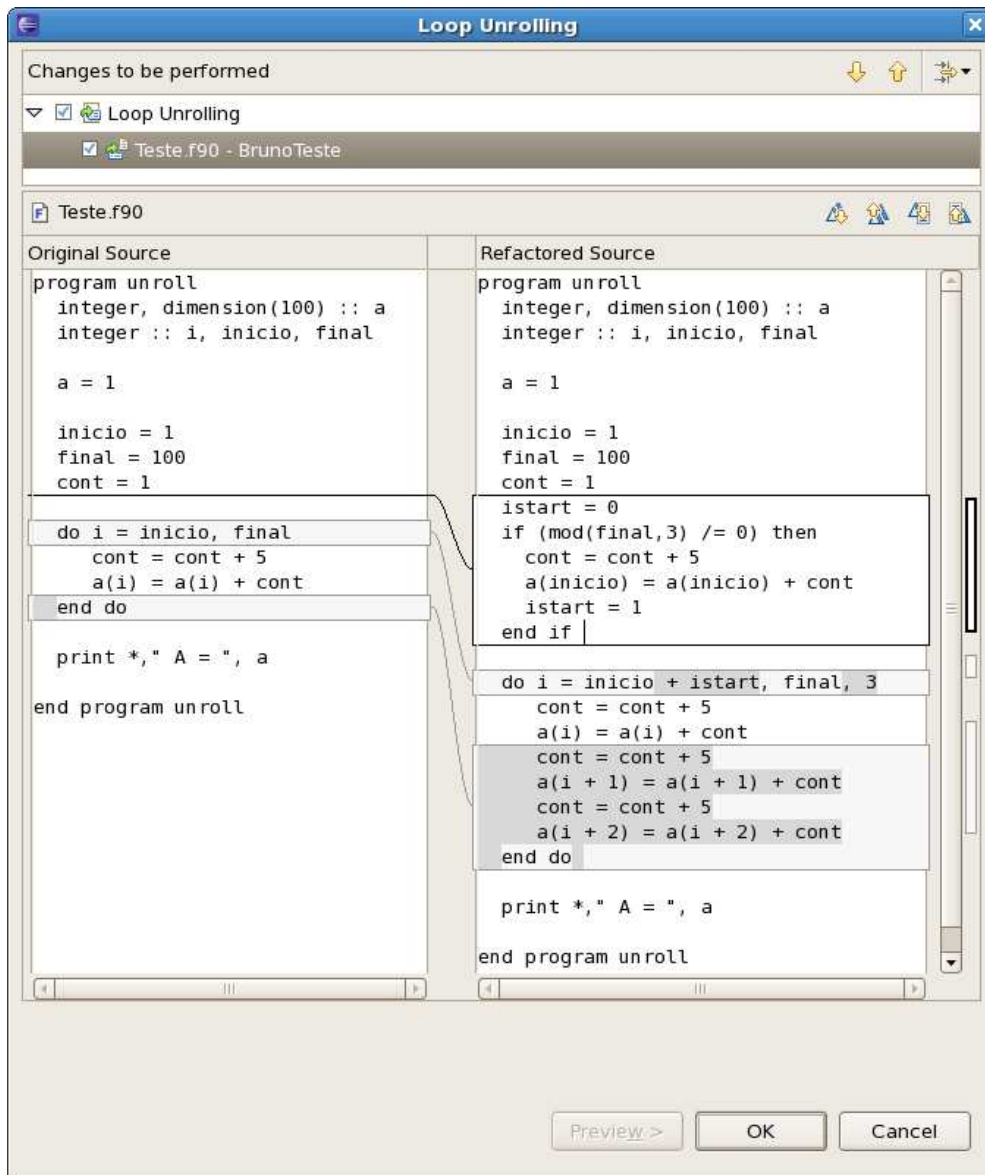 Loop Unrolling
Changes to be performed
Loop Unrolling
Teste.f90 - BrunoTeste
Teste.f90
Original Source
program unroll
integer, dimension(100) :: a
integer :: i, inicio, final
a = 1
inicio = 1
final = 100
cont = 1
do i = inicio, final
cont = cont + 5
a(i) = a(i) + cont
end do
print *," A = ", a
end program unroll
Refactored Source
program unroll
integer, dimension(100) :: a
integer :: i, inicio, final
a = 1
inicio = 1
final = 100
cont = 1
istart = 0
if (mod(final,3) /= 0) then
cont = cont + 5
a(inicio) = a(inicio) + cont
istart = 1
end if
do i = inicio + istart, final, 3
cont = cont + 5
a(i) = a(i) + cont
cont = cont + 5
a(i + 1) = a(i + 1) + cont
cont = cont + 5
a(i + 2) = a(i + 2) + cont
end do
print *," A = ", a
end program unroll
Preview >
OK
Cancel